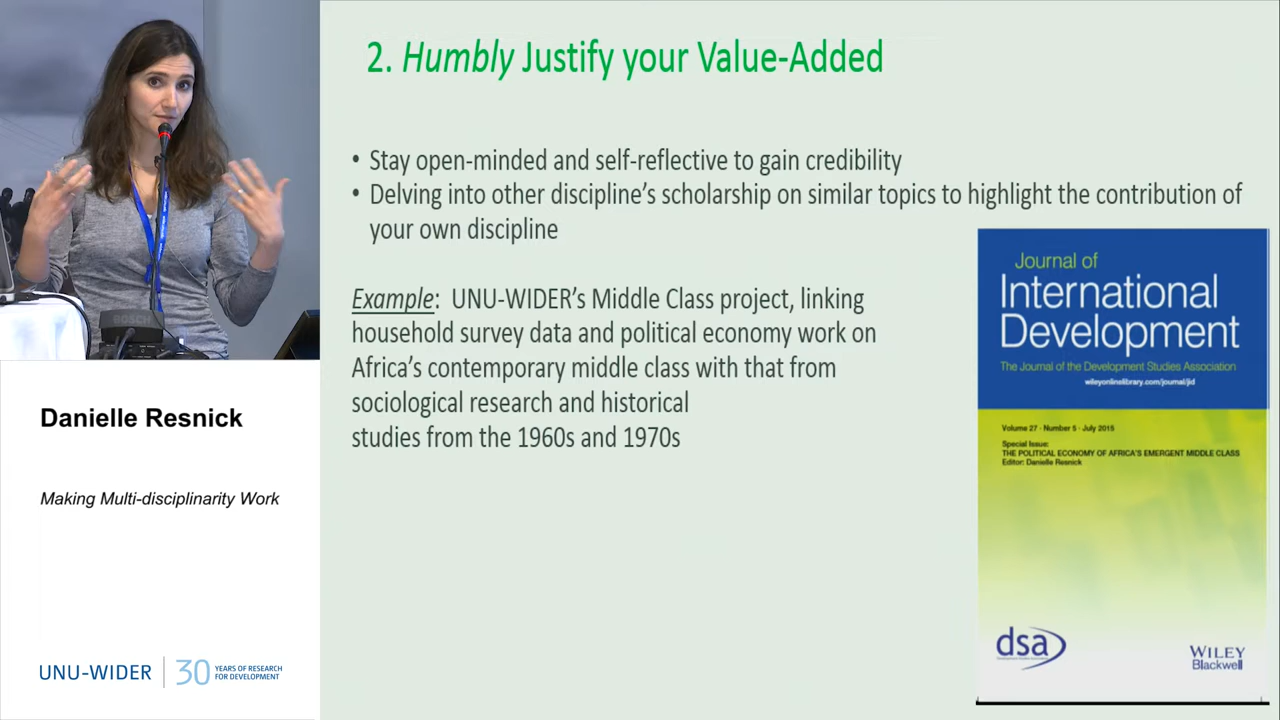 2. Humbly Justify your Value-Added
• Stay open-minded and self-reflective to gain credibility
• Delving into other discipline's scholarship on similar topics to highlight the contribution of
your own discipline
Example: UNU-WIDER's Middle Class project, linking
household survey data and political economy work on
Africa's contemporary middle class with that from
sociological research and historical
studies from the 1960s and 1970s
Journal of
International
Development
The Journal of the Development Studies Association
wileyonlinelibrary.com/journal/jid
Volume 27 · Number 5 · July 2015
Special Issue:
THE POLITICAL ECONOMY OF AFRICA'S EMERGENT MIDDLE CLASS
Editor: Danielle Resnick
dsa
WILEY
Blackwell
BOSCH
Danielle Resnick
Making Multi-disciplinarity Work
UNU-WIDER
30 YEARS OF RESEARCH
FOR DEVELOPMENT